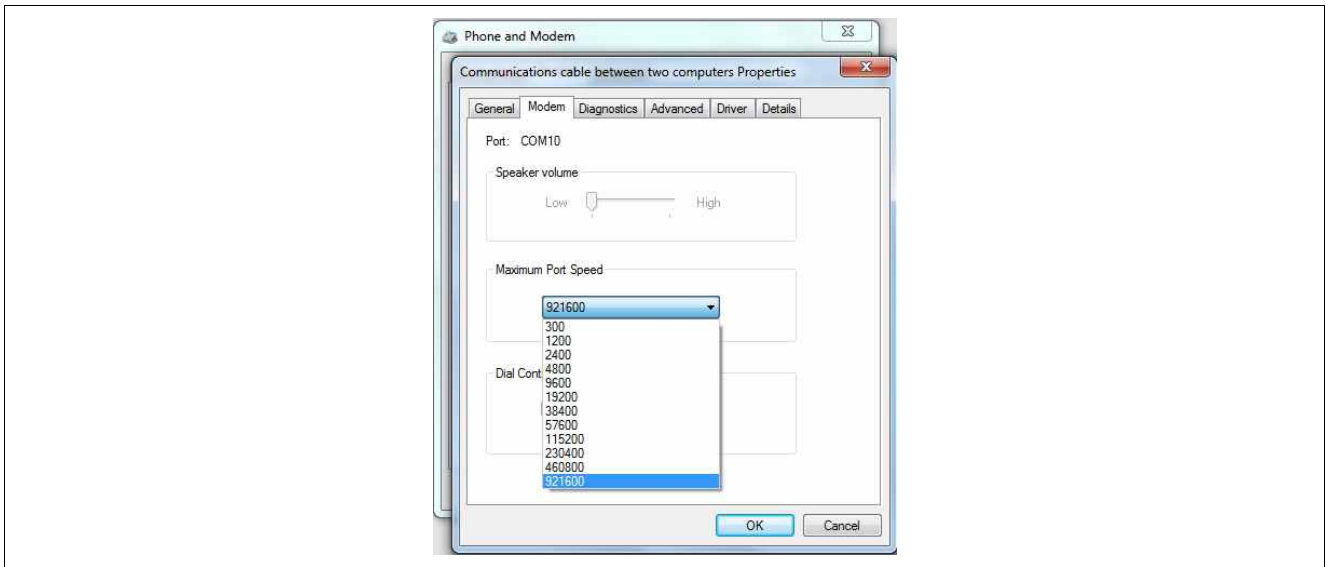 Phone and Modem
Communications cable between two computers Properties
General Modem Diagnostics Advanced Driver Details
Port: COM10
Speaker volume
Low High
Maximum Port Speed
921600
300
1200
2400
4800
Dial Cont
9600
19200
38400
57600
115200
230400
460800
921600
OK Cancel